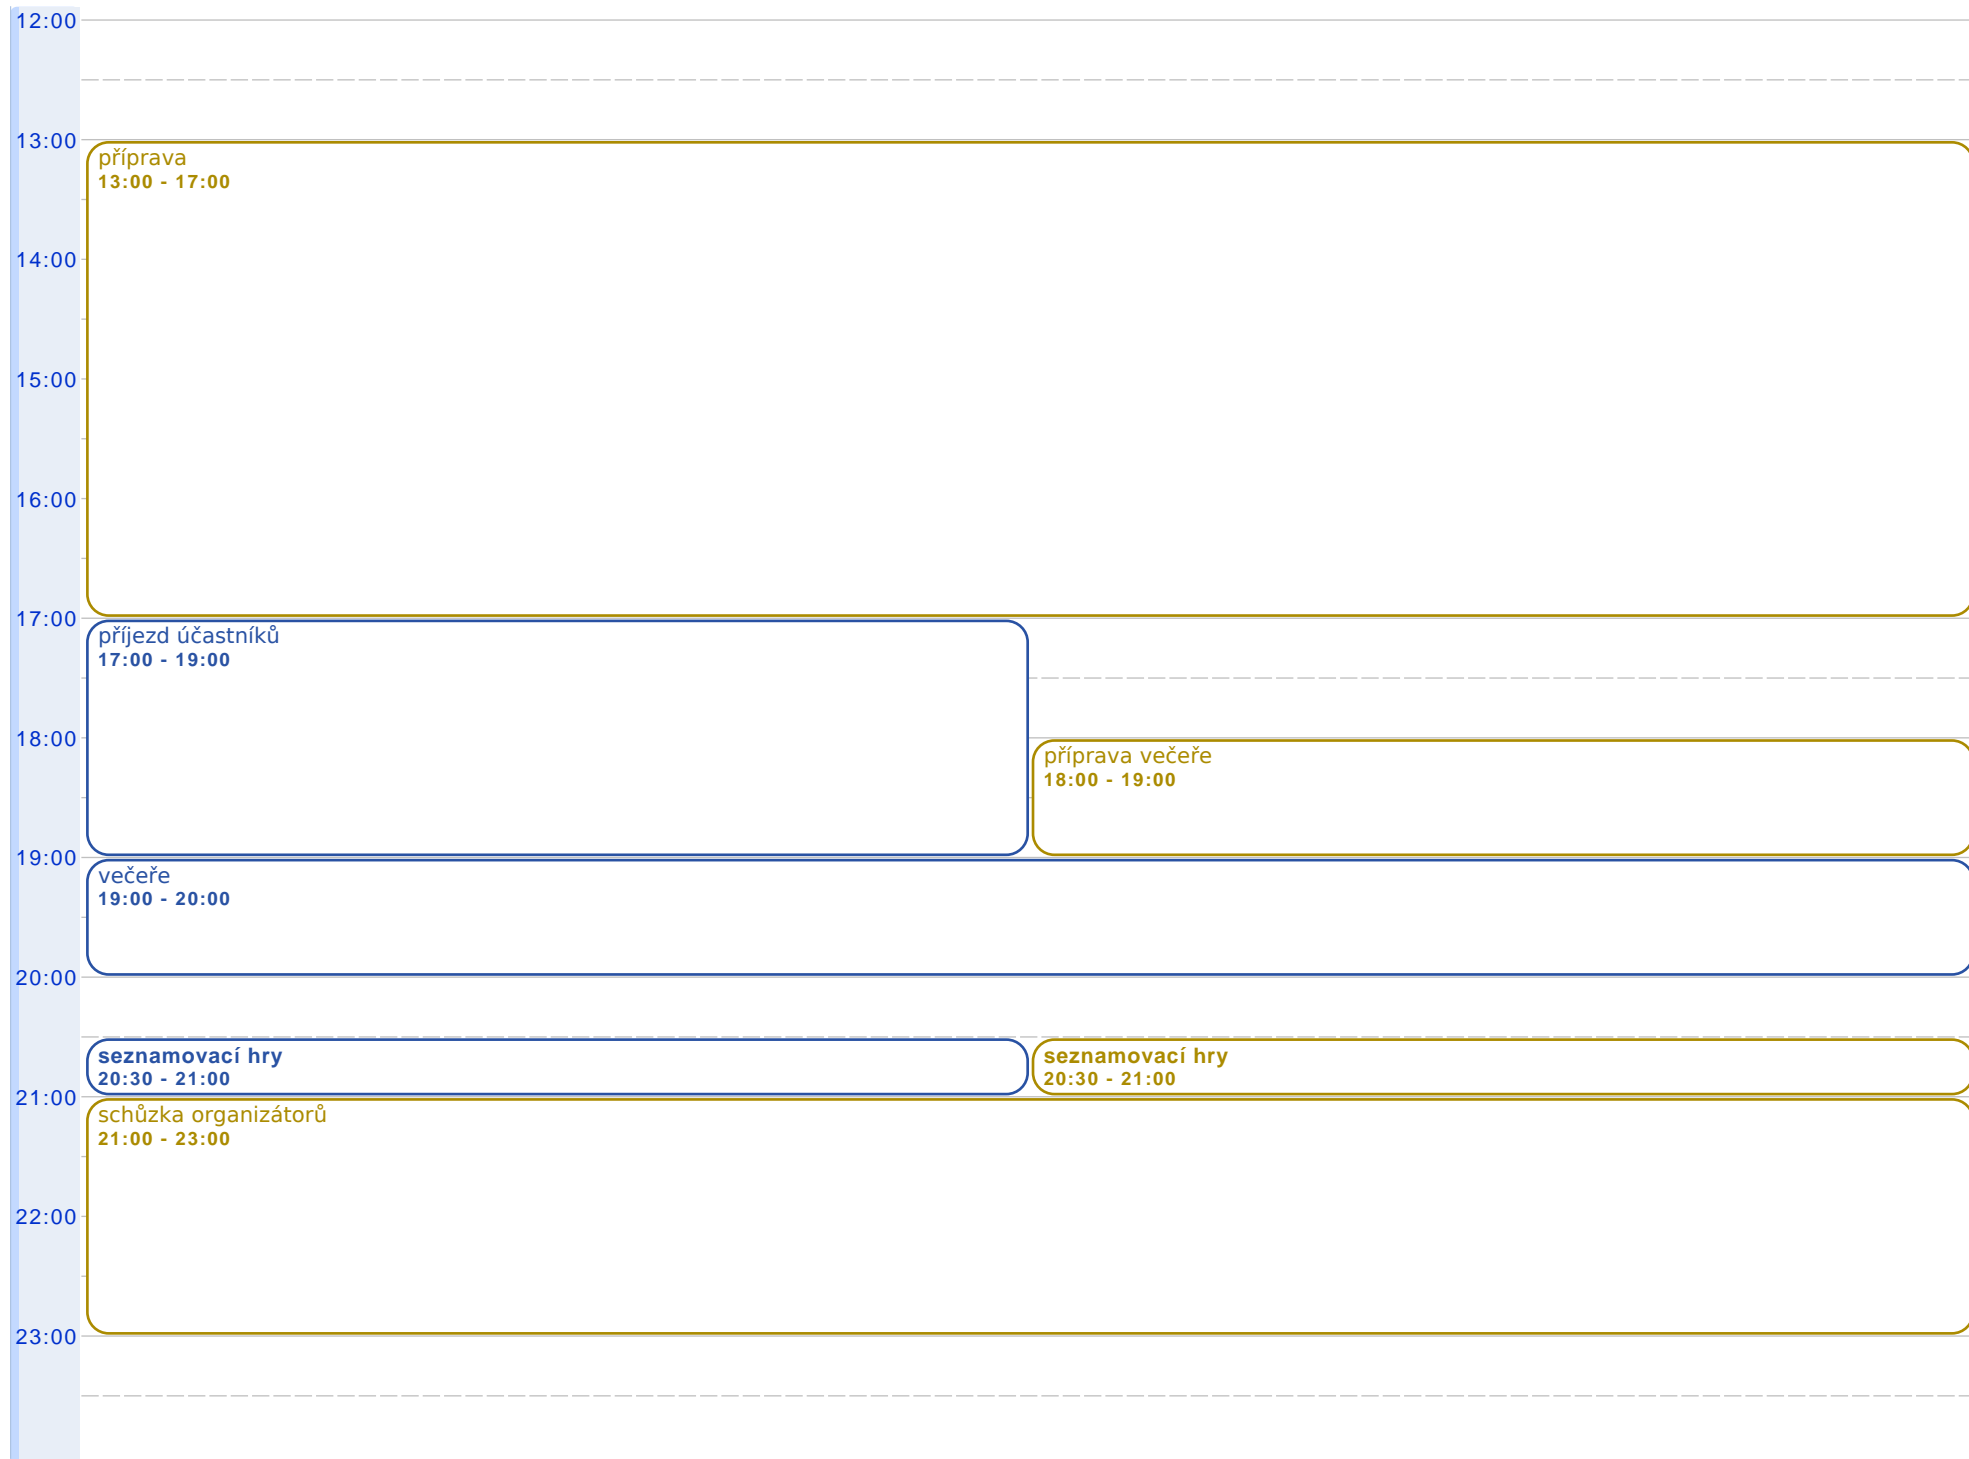 12:00
13:00
příprava
13:00 - 17:00
14:00
15:00
16:00
17:00
příjezd účastníků
17:00 - 19:00
18:00
příprava večeře
18:00 - 19:00
19:00
večeře
19:00 - 20:00
20:00
seznamovací hry
20:30 - 21:00
seznamovací hry
20:30 - 21:00
21:00
schůzka organizátorů
21:00 - 23:00
22:00
23:00